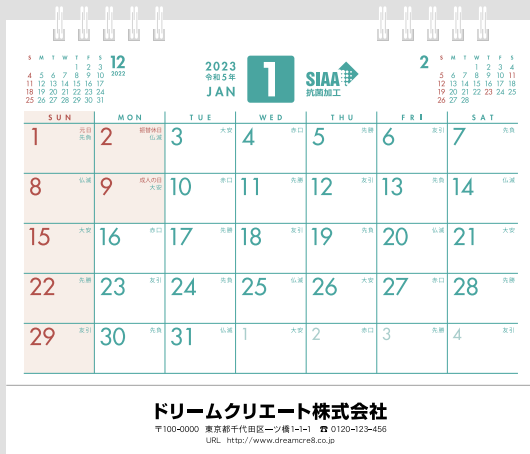 12
2022
S M T W T F S
1 2 3
4 5 6 7 8 9 10
11 12 13 14 15 16 17
18 19 20 21 22 23 24
25 26 27 28 29 30 31
2023
令和5年
JAN
1
SIAA
抗菌加工
2
S M T W T F S
1 2 3 4
5 6 7 8 9 10 11
12 13 14 15 16 17 18
19 20 21 22 23 24 25
26 27 28
SUN MON TUE WED THU FRI SAT
1 元日 先負 2 振替休日 仏滅 3 大安 4 赤口 5 先勝 6 友引 7 先負
8 仏滅 9 成人の日 大安 10 赤口 11 先勝 12 友引 13 先負 14 仏滅
15 大安 16 赤口 17 先勝 18 友引 19 先負 20 仏滅 21 大安
22 先勝 23 友引 24 先負 25 仏滅 26 大安 27 赤口 28 先勝
29 友引 30 先負 31 仏滅 1 大安 2 赤口 3 先勝 4 友引
ドリームクリエート株式会社
〒100-0000 東京都千代田区一ツ橋1-1-1 ☎ 0120-123-456
URL http://www.dreamcre8.co.jp